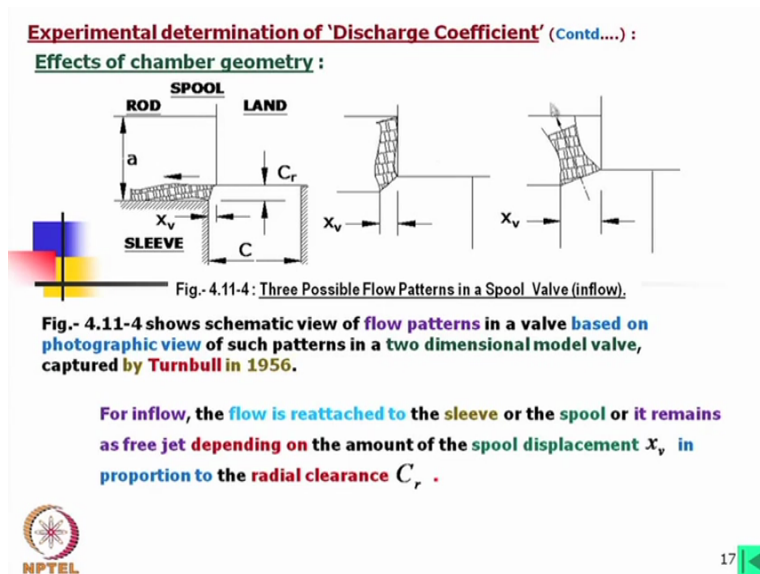 Experimental determination of ‘Discharge Coefficient’ (Contd....) :
Effects of chamber geometry :
SPOOL
ROD LAND
a
Cr
Xv Xv Xv
SLEEVE C
Fig.- 4.11-4 : Three Possible Flow Patterns in a Spool Valve (inflow).
Fig.- 4.11-4 shows schematic view of flow patterns in a valve based on
photographic view of such patterns in a two dimensional model valve,
captured by Turnbull in 1956.
For inflow, the flow is reattached to the sleeve or the spool or it remains
as free jet depending on the amount of the spool displacement xv in
proportion to the radial clearance Cr .
NPTEL
17